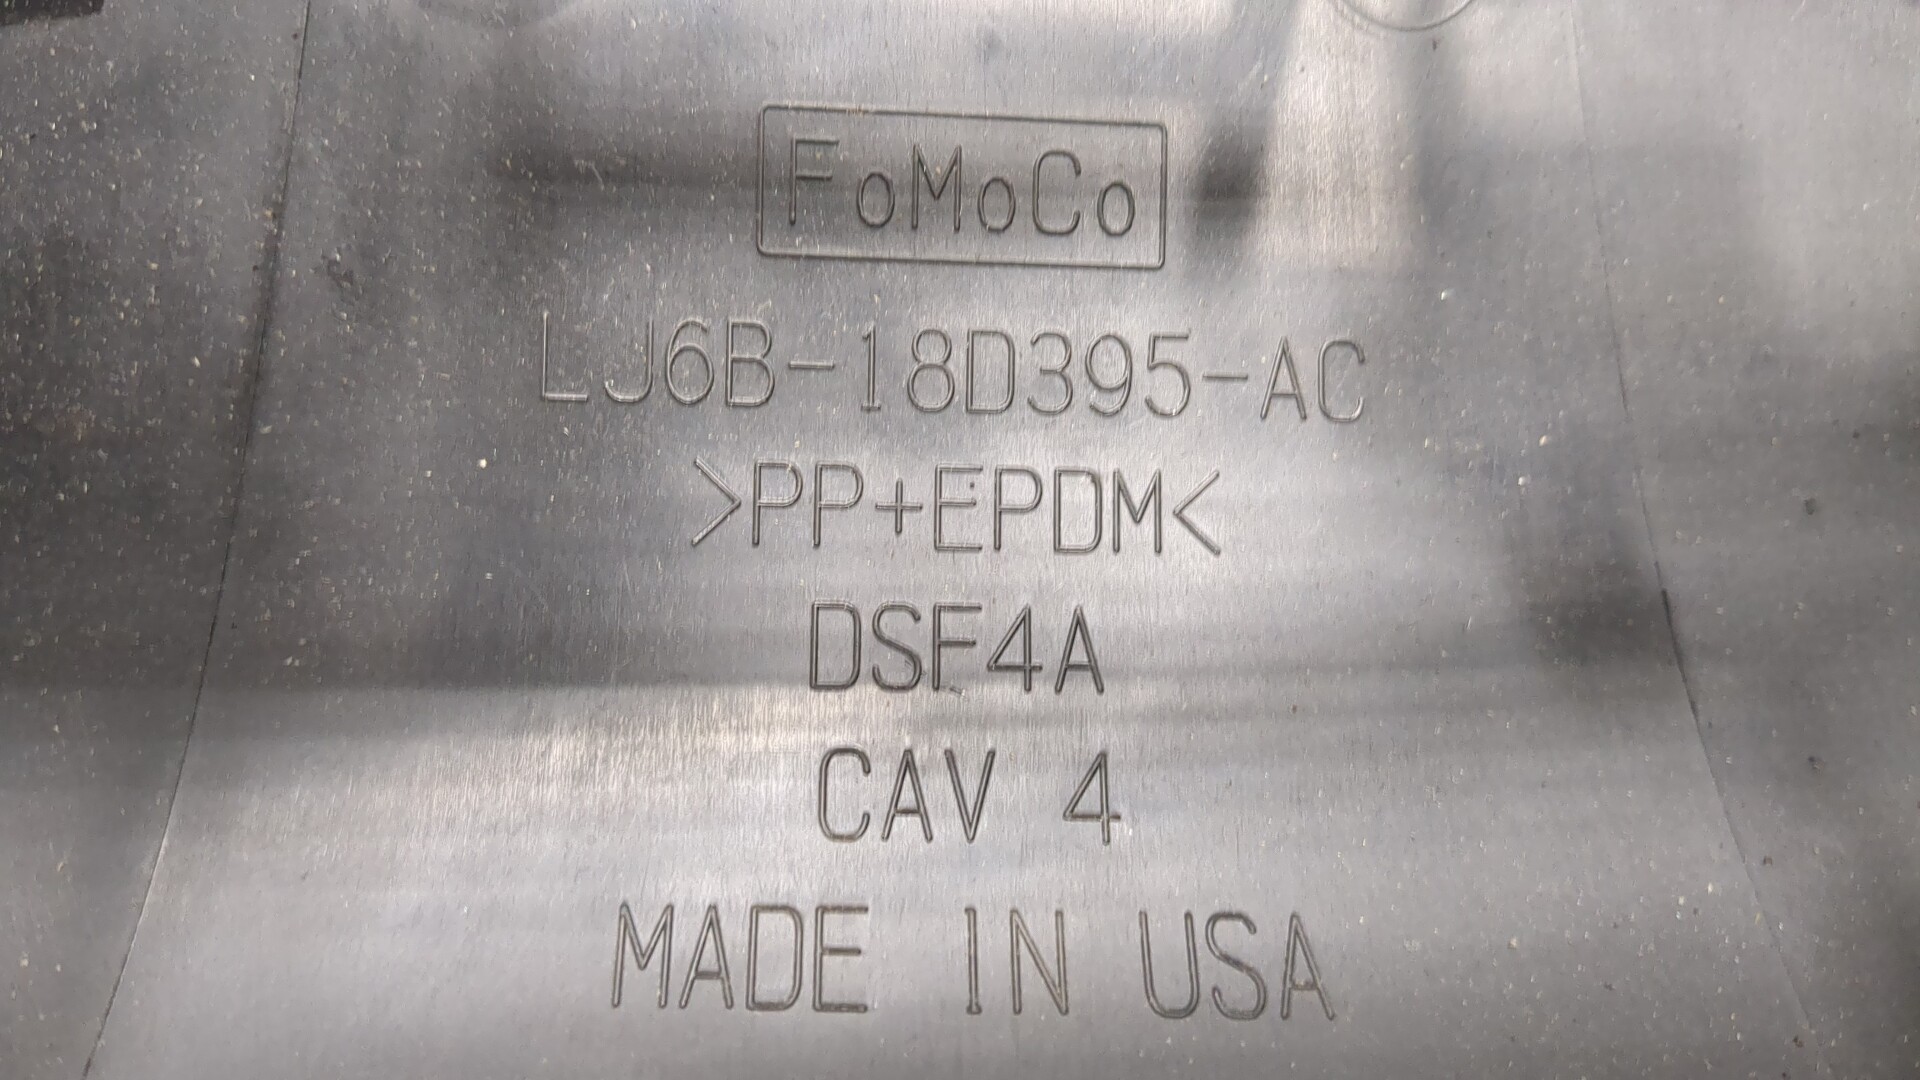 FoMoCo
LJ6B-18D395-AC
>PP+EPDM<
DSF4A
CAV 4
MADE IN USA